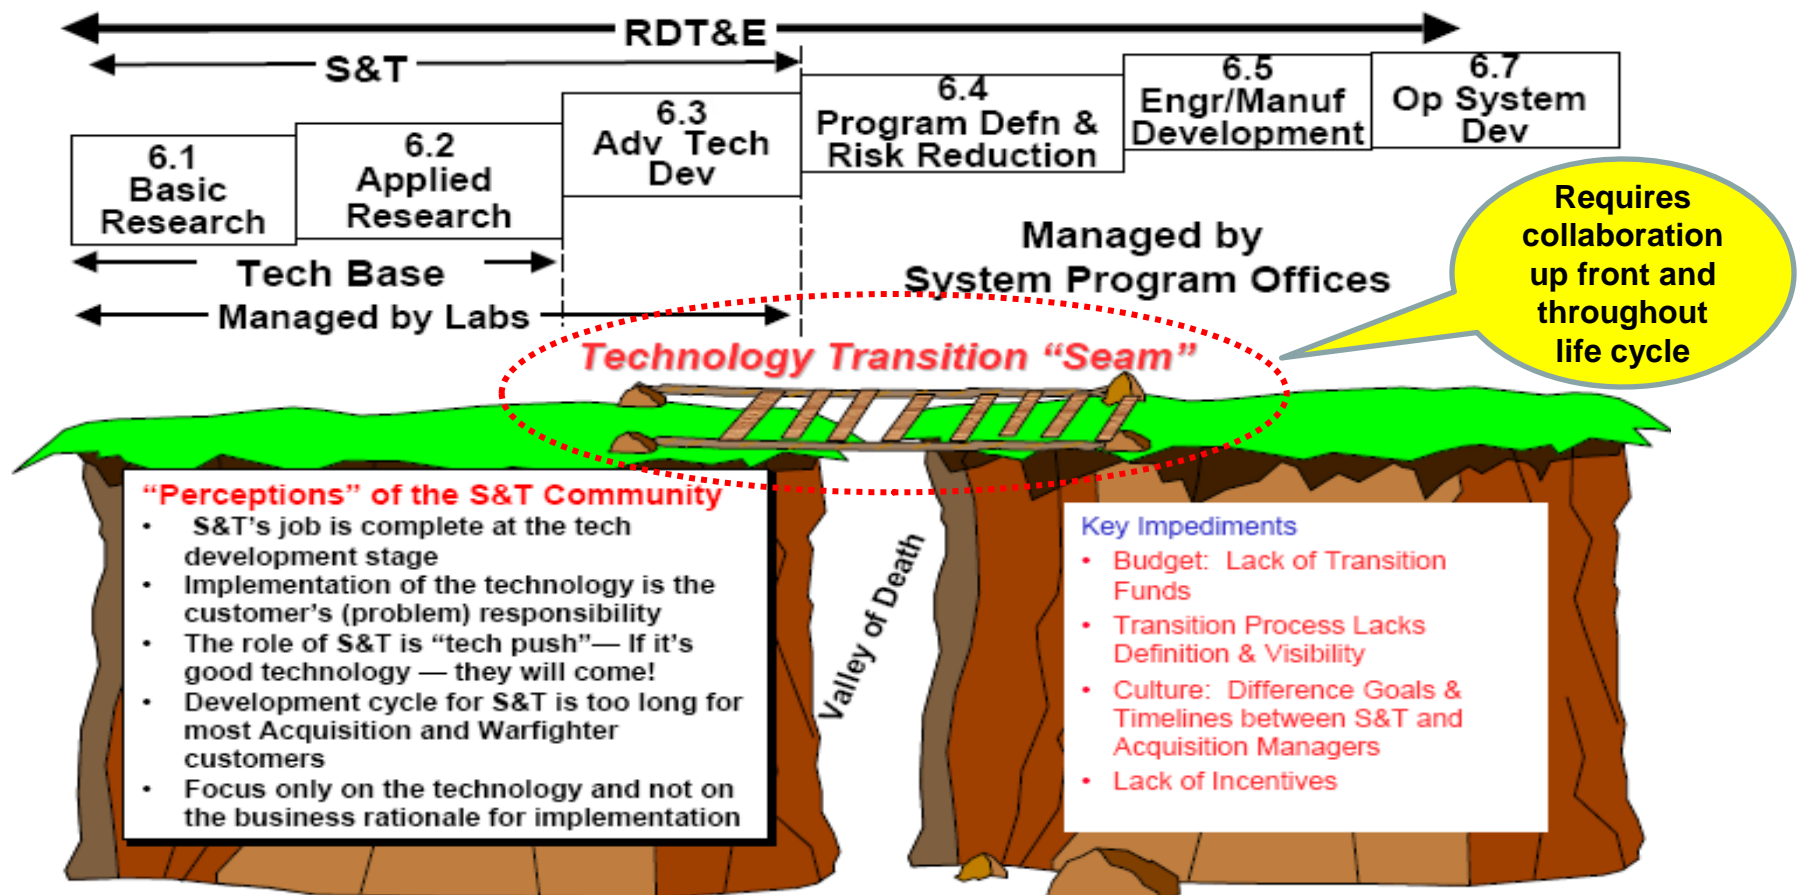 RDT&E
S&T
6.1
Basic
Research
6.2
Applied
Research
6.3
Adv Tech
Dev
6.4
Program Defn &
Risk Reduction
6.5
Engr/Manuf
Development
6.7
Op System
Dev
Tech Base
Managed by Labs
Managed by
System Program Offices
Requires
collaboration
up front and
throughout
life cycle
Technology Transition “Seam”
“Perceptions” of the S&T Community
• S&T’s job is complete at the tech
development stage
• Implementation of the technology is the
customer’s (problem) responsibility
• The role of S&T is “tech push”— If it’s
good technology — they will come!
• Development cycle for S&T is too long for
most Acquisition and Warfighter
customers
• Focus only on the technology and not on
the business rationale for implementation
Valley of Death
Key Impediments
• Budget: Lack of Transition
Funds
• Transition Process Lacks
Definition & Visibility
• Culture: Difference Goals &
Timelines between S&T and
Acquisition Managers
• Lack of Incentives